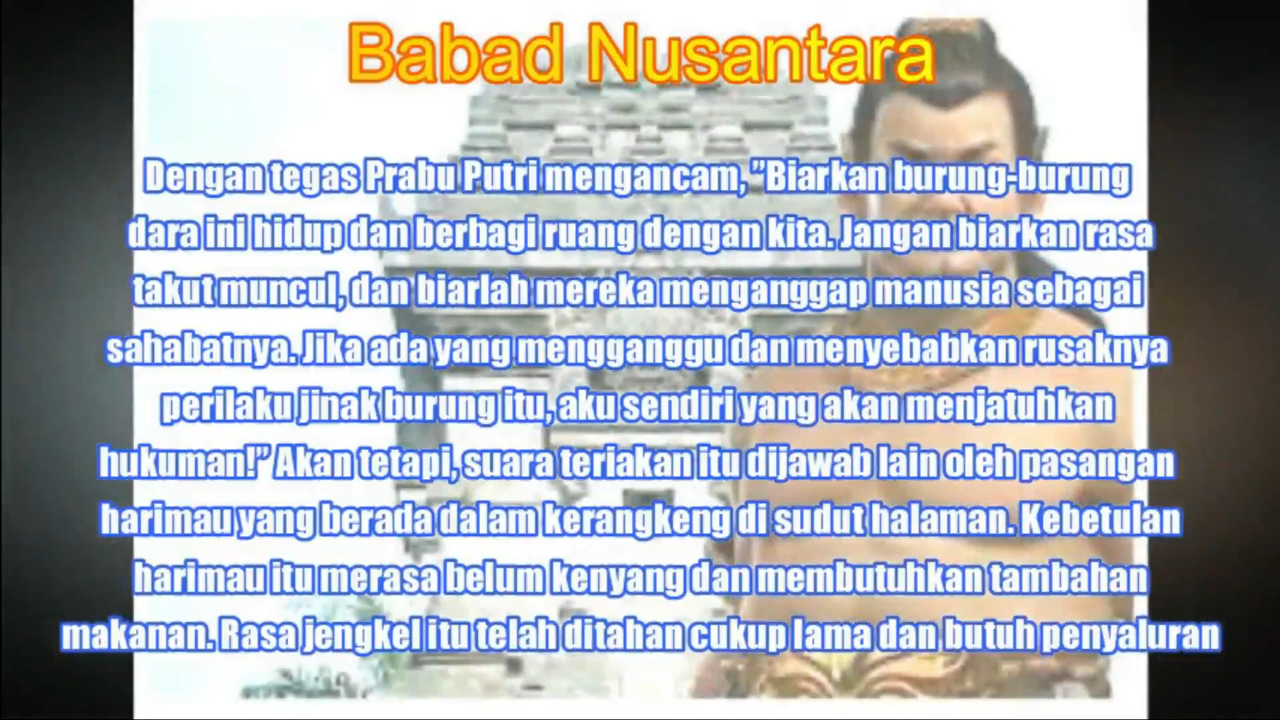 Babad Nusantara
Dengan tegas Prabu Putri mengancam, "Biarkan burung-burung
dara ini hidup dan berbagi ruang dengan kita. Jangan biarkan rasa
takut muncul, dan biarlah mereka menganggap manusia sebagai
sahabatnya. Jika ada yang mengganggu dan menyebabkan rusaknya
perilaku jinak burung itu, aku sendiri yang akan menjatuhkan
hukuman!" Akan tetapi, suara teriakan itu dijawab lain oleh pasangan
harimau yang berada dalam kerangkeng di sudut halaman. Kebetulan
harimau itu merasa belum kenyang dan membutuhkan tambahan
makanan. Rasa jengkel itu telah ditahan cukup lama dan butuh penyaluran